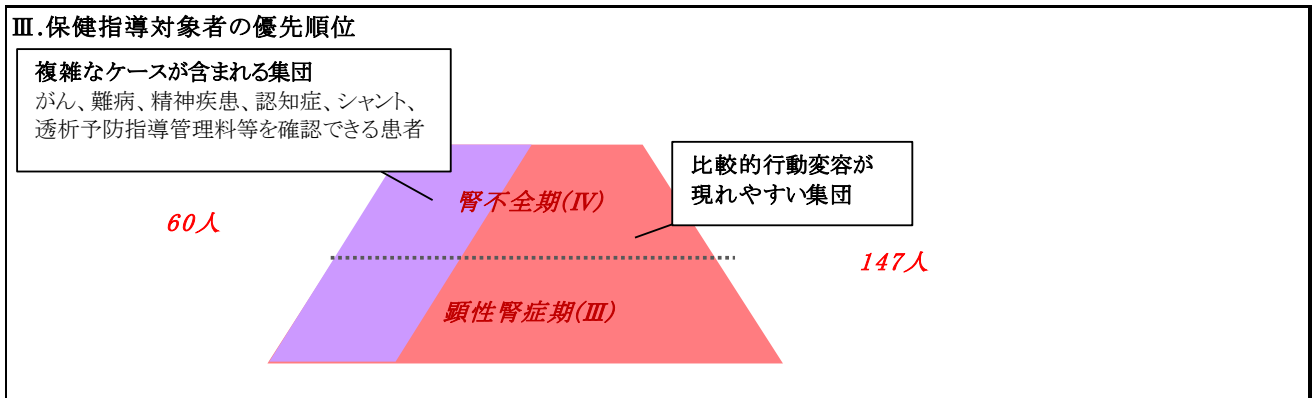 Ⅲ.保健指導対象者の優先順位
複雑なケースが含まれる集団
がん、難病、精神疾患、認知症、シャント、
透析予防指導管理料等を確認できる患者
比較的行動変容が
現れやすい集団
腎不全期(Ⅳ)
60人
147人
顕性腎症期(Ⅲ)